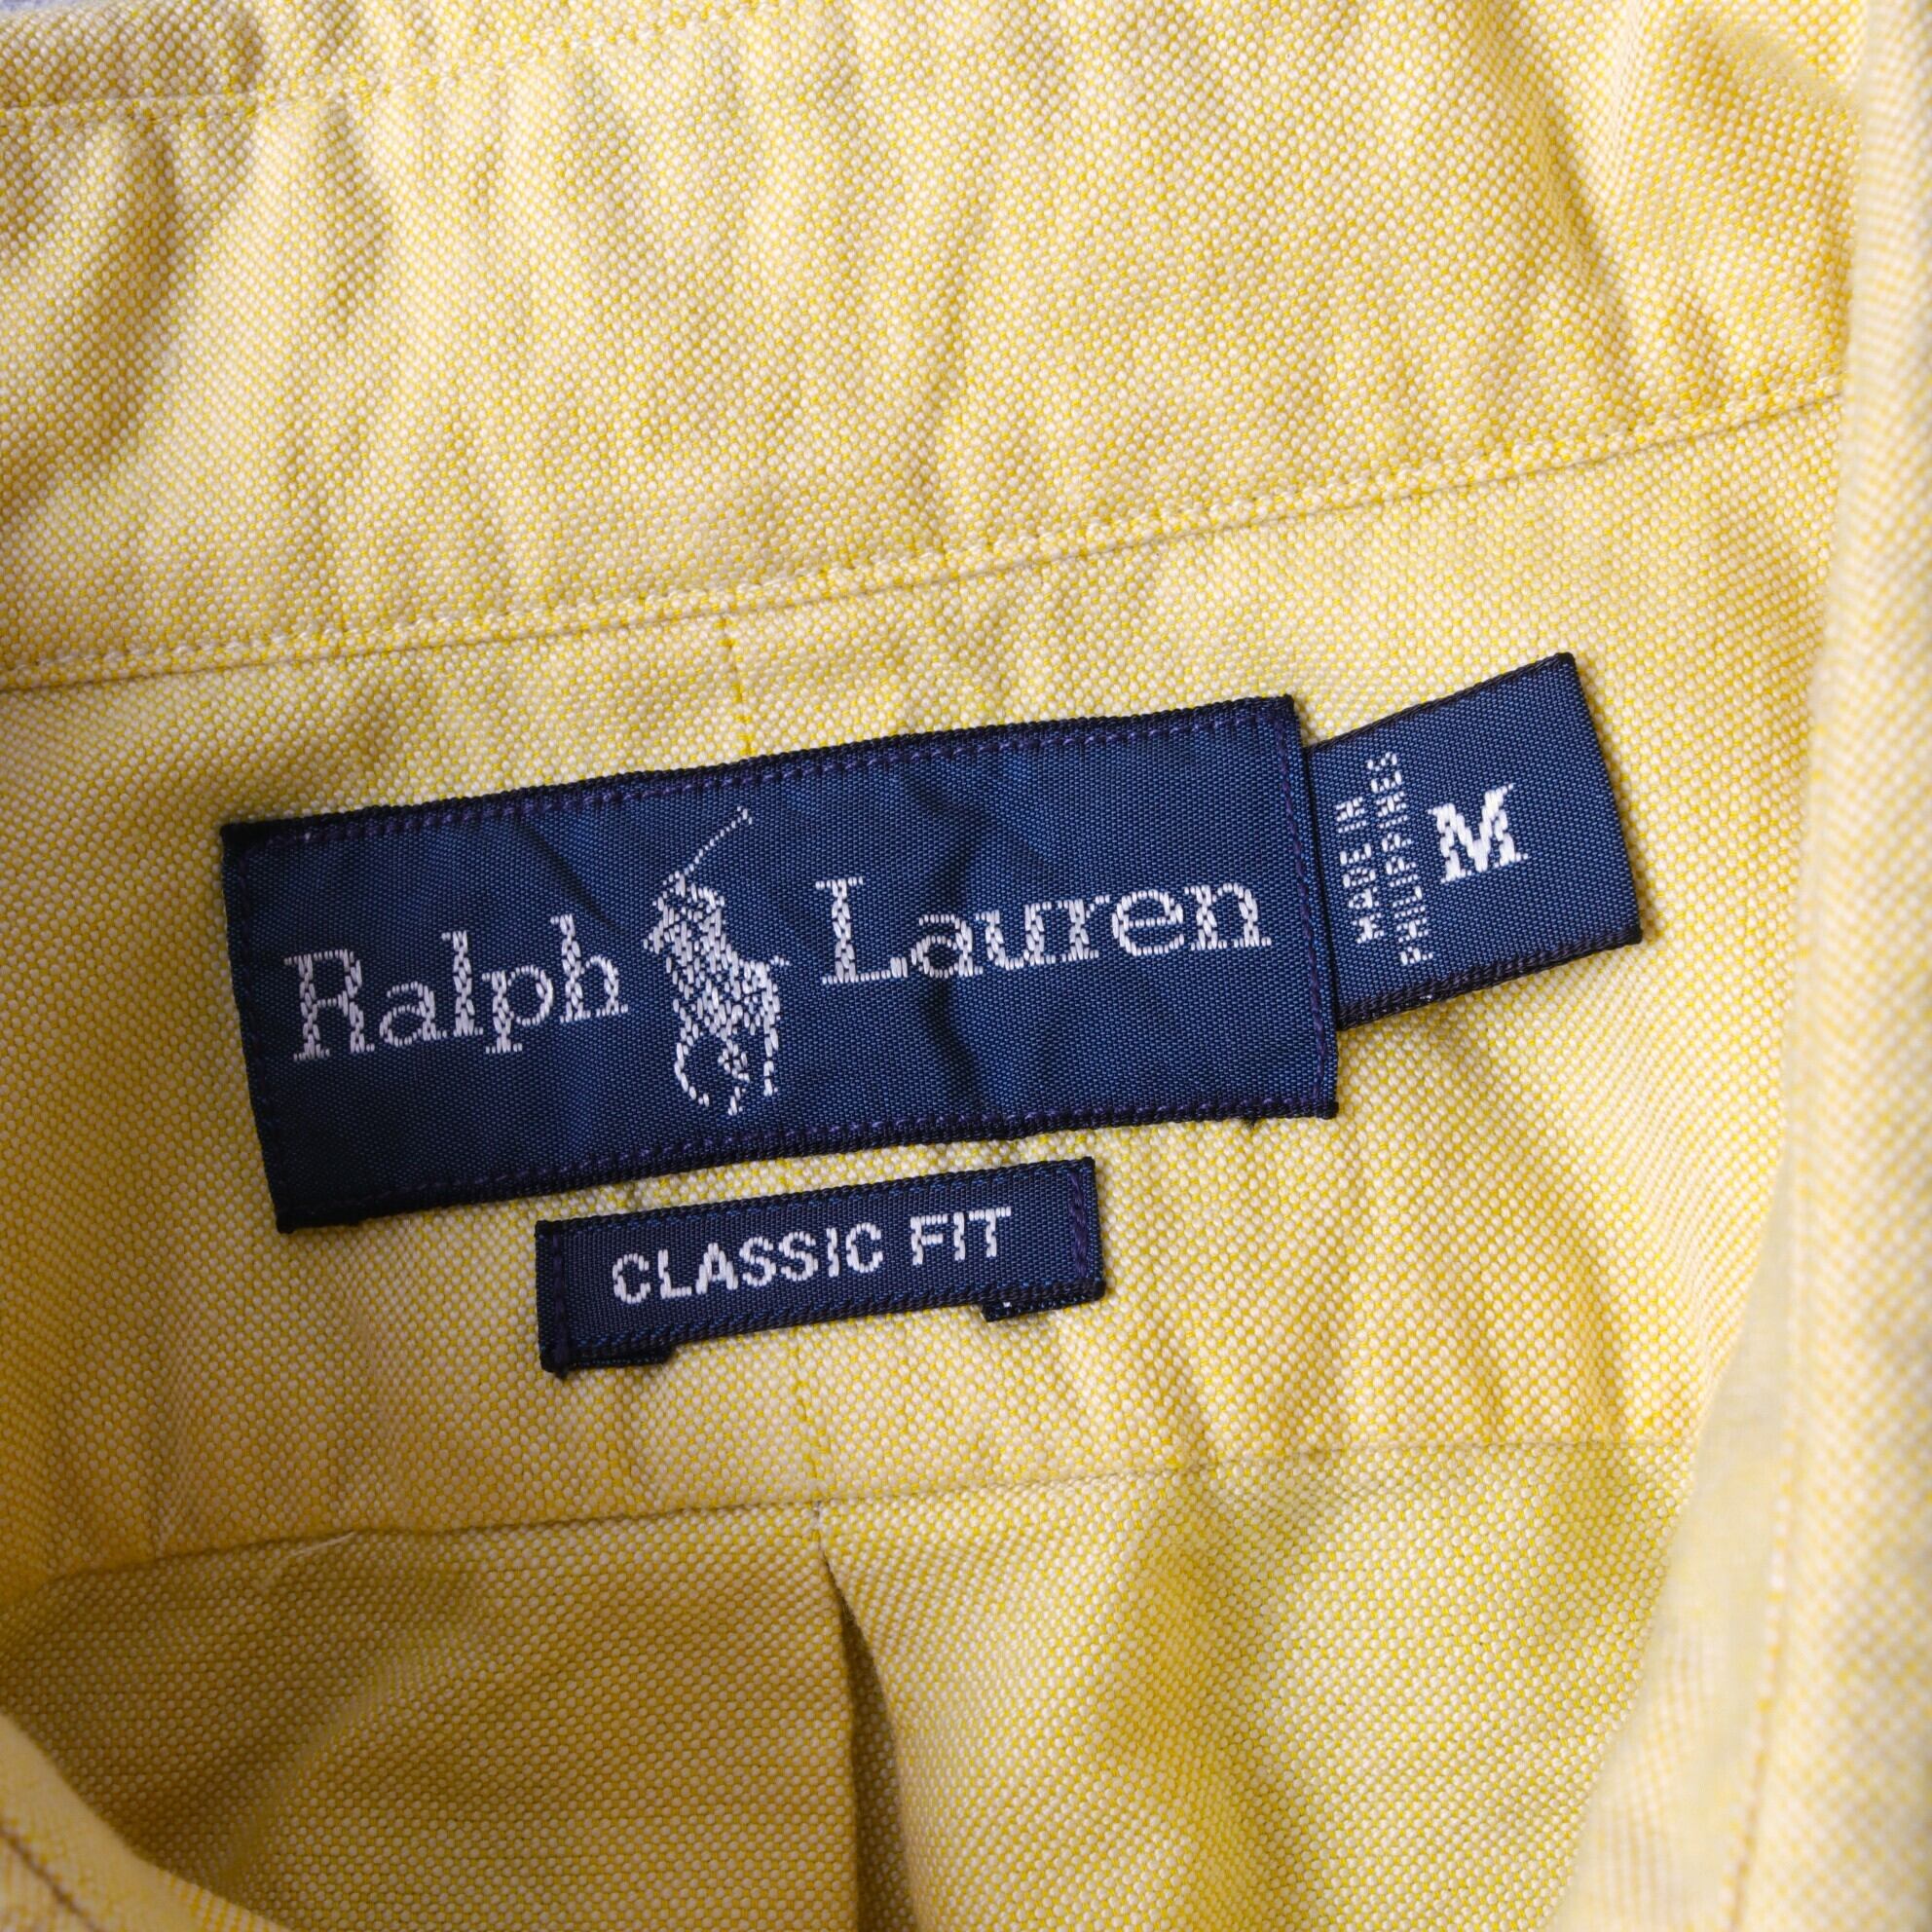 Ralph Lauren
MADE IN
PHILIPPINES
M
CLASSIC FIT